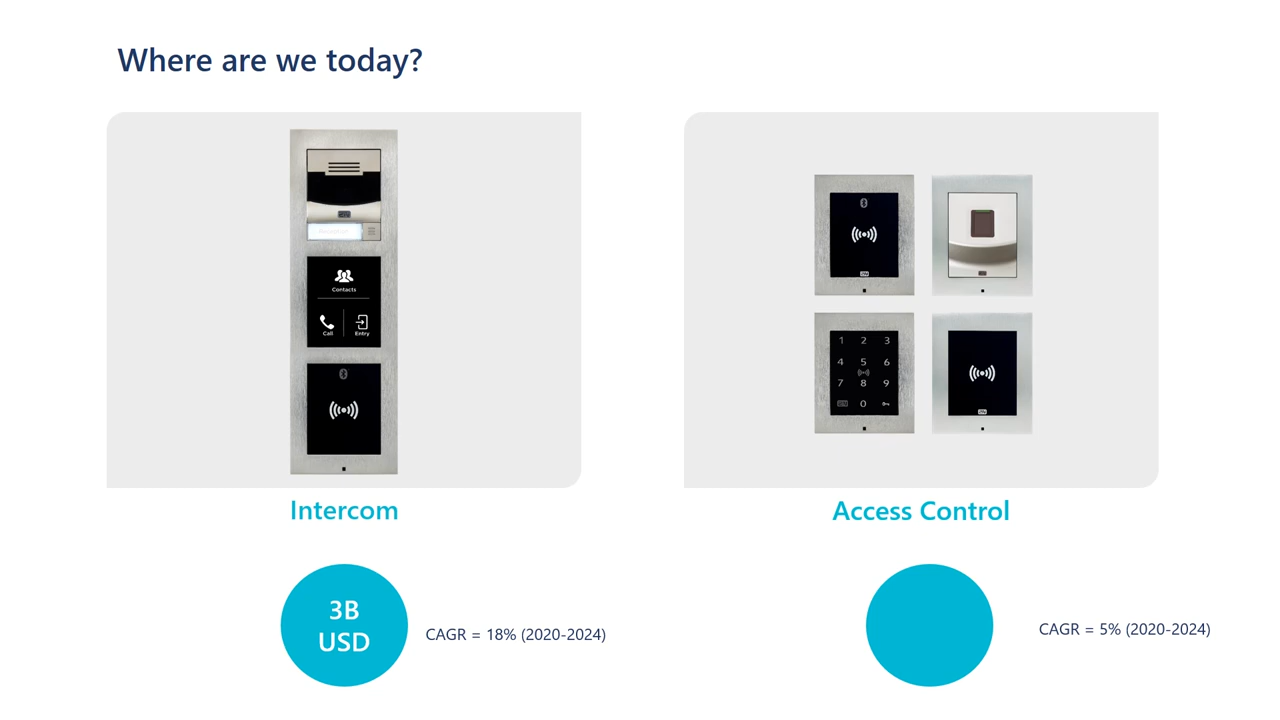 Where are we today?
Contacts
Call
Entry
1 2 3
4 5 6
7 8 9
0
Intercom
Access Control
3B
USD
CAGR = 18% (2020-2024)
CAGR = 5% (2020-2024)